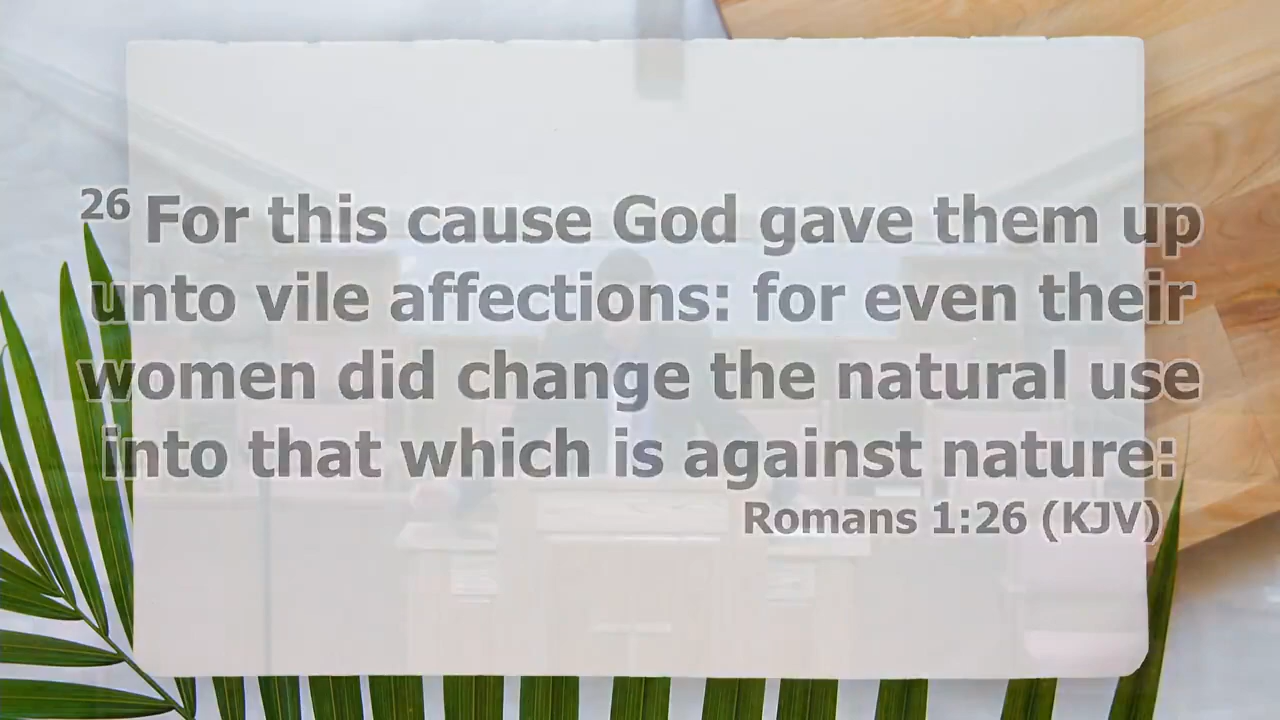 26 For this cause God gave them up
unto vile affections: for even their
women did change the natural use
into that which is against nature:
Romans 1:26 (KJV)